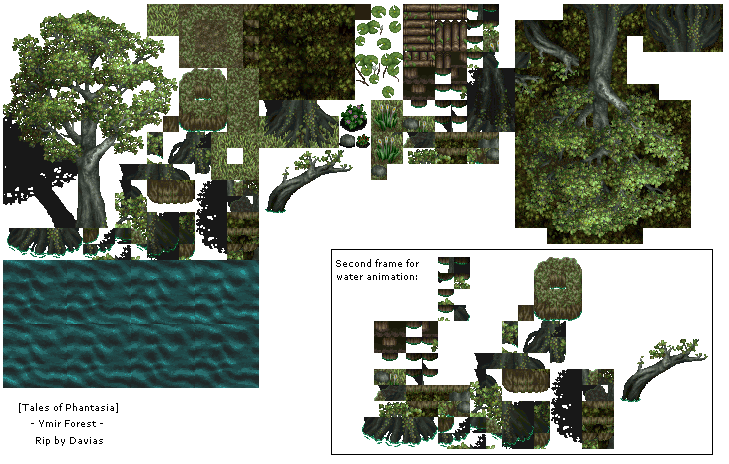 Second frame for
water animation:
[Tales of Phantasia]
- Ymir Forest -
Rip by Davias